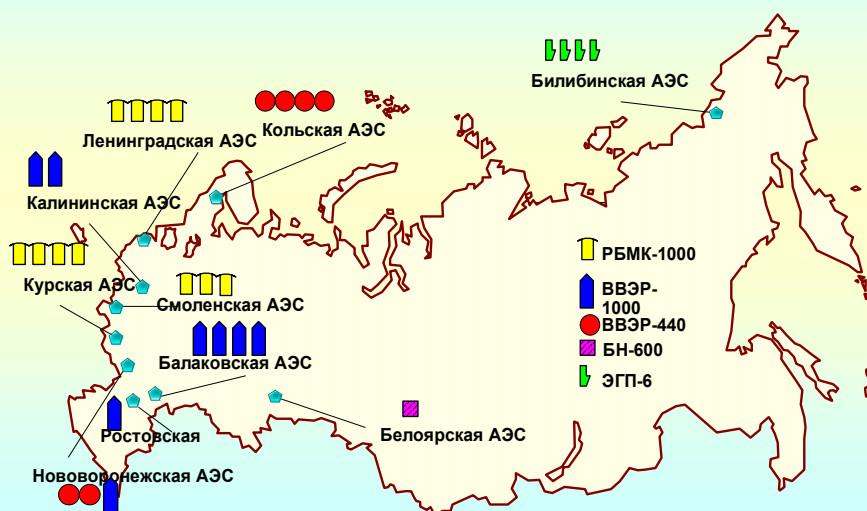 Билибинская АЭС
Кольская АЭС
Ленинградская АЭС
Калининская АЭС
Курская АЭС
Смоленская АЭС
Балаковская АЭС
Ростовская
Белоярская АЭС
Нововоронежская АЭС
РБМК-1000
ВВЭР-
1000
ВВЭР-440
БН-600
ЭГП-6